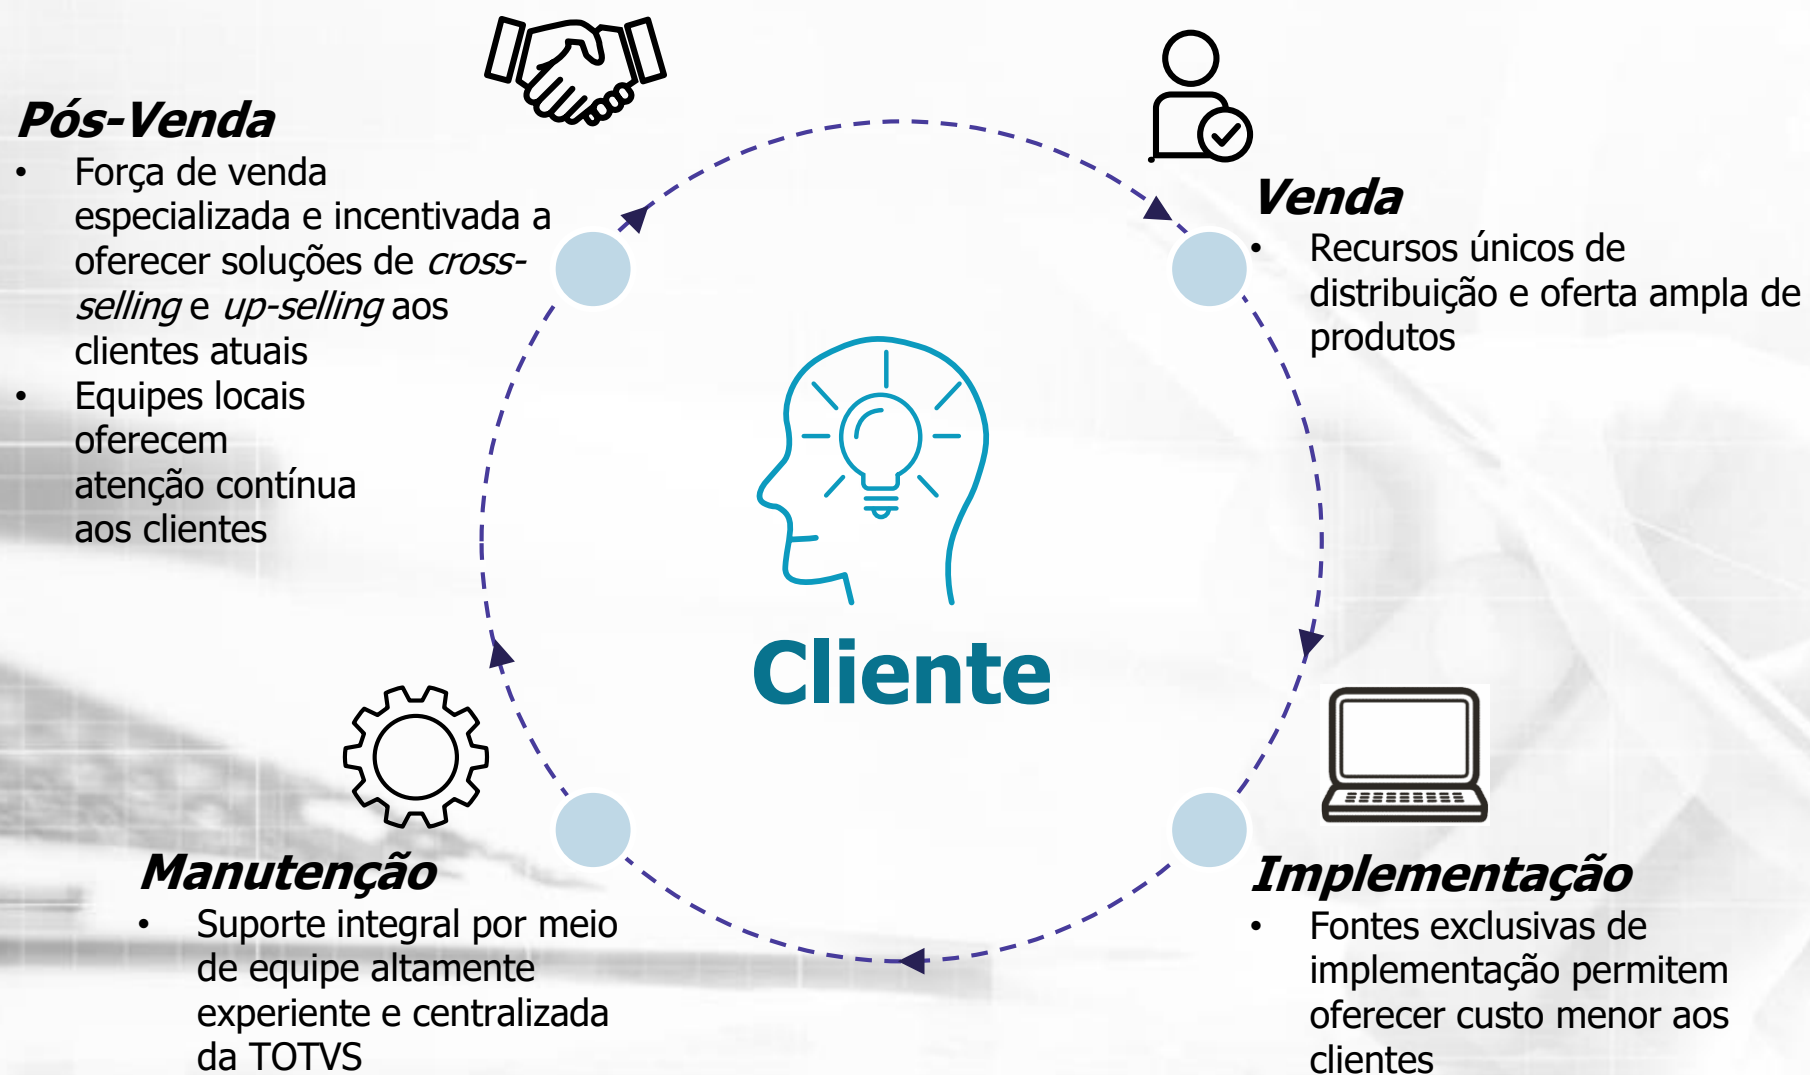 Pós-Venda
• Força de venda
especializada e incentivada a
oferecer soluções de cross-
selling e up-selling aos
clientes atuais
• Equipes locais
oferecem
atenção contínua
aos clientes
Venda
• Recursos únicos de
distribuição e oferta ampla de
produtos
Cliente
Manutenção
• Suporte integral por meio
de equipe altamente
experiente e centralizada
da TOTVS
Implementação
• Fontes exclusivas de
implementação permitem
oferecer custo menor aos
clientes